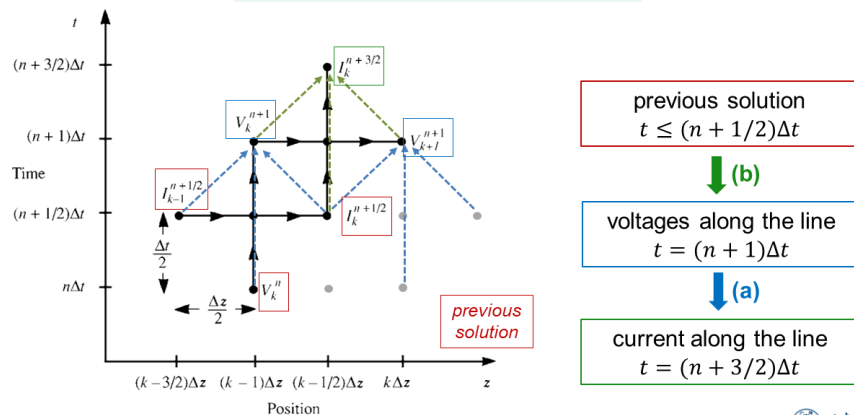 t
(n + 3/2)Δt
I_k^{n + 3/2}
V_k^{n+1}
(n + 1)Δt
V_{k+1}^{n+1}
Time
I_{k-1}^{n + 1/2}
(n + 1/2)Δt
I_k^{n + 1/2}
Δt
2
nΔt
V_k^n
Δz
2
previous
solution
(k – 3/2)Δz (k – 1)Δz (k – 1/2)Δz kΔz z
Position
previous solution
t ≤ (n + 1/2)Δt
(b)
voltages along the line
t = (n + 1)Δt
(a)
current along the line
t = (n + 3/2)Δt